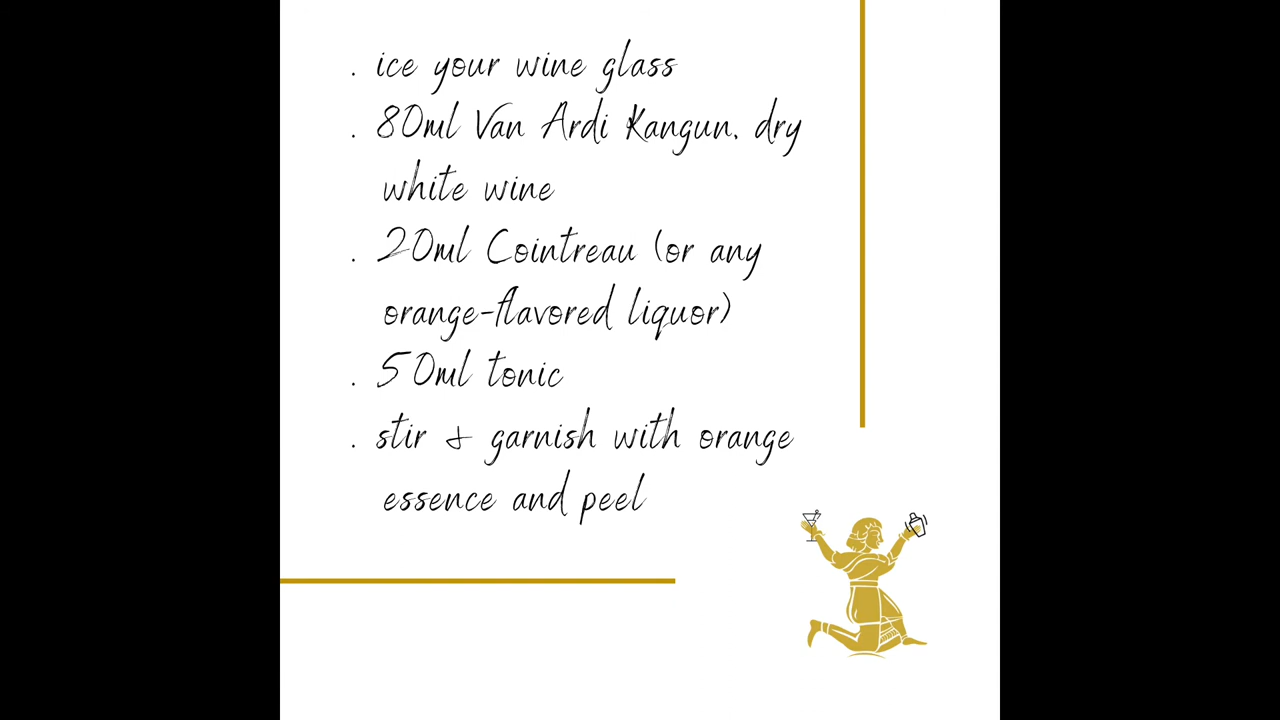 . ice your wine glass
. 80ml Van Ardi Kangun, dry
white wine
. 20ml Cointreau (or any
orange-flavored liquor)
. 50ml tonic
. stir & garnish with orange
essence and peel